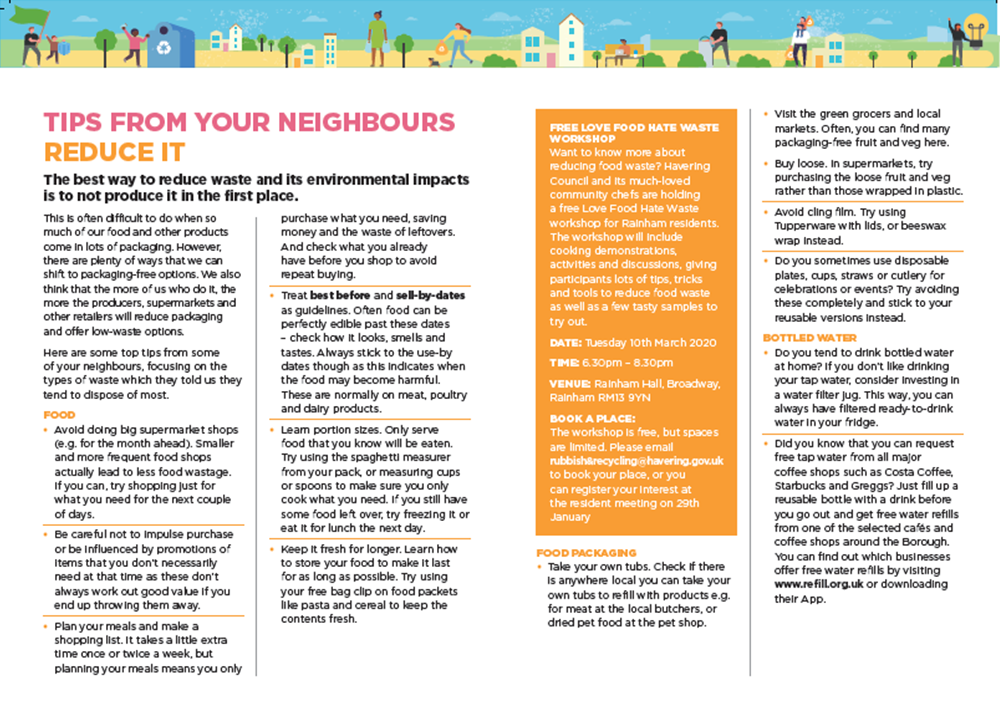 TIPS FROM YOUR NEIGHBOURS
REDUCE IT
The best way to reduce waste and its environmental impacts
is to not produce it in the first place.
This is often difficult to do when so
much of our food and other products
come in lots of packaging. However,
there are plenty of ways that we can
shift to packaging-free options. We also
think that the more of us who do it, the
more the producers, supermarkets and
other retailers will reduce packaging
and offer low-waste options.
Here are some top tips from some
of your neighbours, focusing on the
types of waste which they told us they
tend to dispose of most.
FOOD
• Avoid doing big supermarket shops
(e.g. for the month ahead). Smaller
and more frequent food shops
actually lead to less food wastage.
If you can, try shopping just for
what you need for the next couple
of days.
• Be careful not to impulse purchase
or be influenced by promotions of
items that you don't necessarily
need at that time as these don't
always work out good value if you
end up throwing them away.
• Plan your meals and make a
shopping list. It takes a little extra
time once or twice a week, but
planning your meals means you only
purchase what you need, saving
money and the waste of leftovers.
And check what you already
have before you shop to avoid
repeat buying.
• Treat best before and sell-by-dates
as guidelines. Often food can be
perfectly edible past these dates
– check how it looks, smells and
tastes. Always stick to the use-by
dates though as this indicates when
the food may become harmful.
These are normally on meat, poultry
and dairy products.
• Learn portion sizes. Only serve
food that you know will be eaten.
Try using the spaghetti measurer
from your pack, or measuring cups
or spoons to make sure you only
cook what you need. If you still have
some food left over, try freezing it or
eat it for lunch the next day.
• Keep it fresh for longer. Learn how
to store your food to make it last
for as long as possible. Try using
your free bag clip on food packets
like pasta and cereal to keep the
contents fresh.
FREE LOVE FOOD HATE WASTE
WORKSHOP
Want to know more about
reducing food waste? Havering
Council and its much-loved
community chefs are holding
a free Love Food Hate Waste
workshop for Rainham residents.
The workshop will include
cooking demonstrations,
activities and discussions, giving
participants lots of tips, tricks
and tools to reduce food waste
as well as a few tasty samples to
try out.
DATE: Tuesday 10th March 2020
TIME: 6.30pm – 8.30pm
VENUE: Rainham Hall, Broadway,
Rainham RM13 9YN
BOOK A PLACE:
The workshop is free, but spaces
are limited. Please email
rubbish&recycling@havering.gov.uk
to book your place, or you
can register your interest at
the resident meeting on 29th
January
FOOD PACKAGING
• Take your own tubs. Check if there
is anywhere local you can take your
own tubs to refill with products e.g.
for meat at the local butchers, or
dried pet food at the pet shop.
• Visit the green grocers and local
markets. Often, you can find many
packaging-free fruit and veg here.
• Buy loose. In supermarkets, try
purchasing the loose fruit and veg
rather than those wrapped in plastic.
• Avoid cling film. Try using
Tupperware with lids, or beeswax
wrap instead.
• Do you sometimes use disposable
plates, cups, straws or cutlery for
celebrations or events? Try avoiding
these completely and stick to your
reusable versions instead.
BOTTLED WATER
• Do you tend to drink bottled water
at home? If you don't like drinking
your tap water, consider investing in
a water filter jug. This way, you can
always have filtered ready-to-drink
water in your fridge.
• Did you know that you can request
free tap water from all major
coffee shops such as Costa Coffee,
Starbucks and Greggs? Just fill up a
reusable bottle with a drink before
you go out and get free water refills
from one of the selected cafés and
coffee shops around the Borough.
You can find out which businesses
offer free water refills by visiting
www.refill.org.uk or downloading
their App.